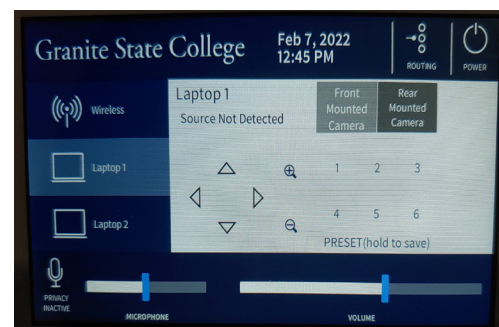 Granite State College
Feb 7, 2022
12:45 PM
ROUTING
POWER
Wireless
Laptop 1
Laptop 2
Laptop 1
Source Not Detected
Front
Mounted
Camera
Rear
Mounted
Camera
1 2 3
4 5 6
PRESET(hold to save)
PRIVACY
INACTIVE
MICROPHONE
VOLUME